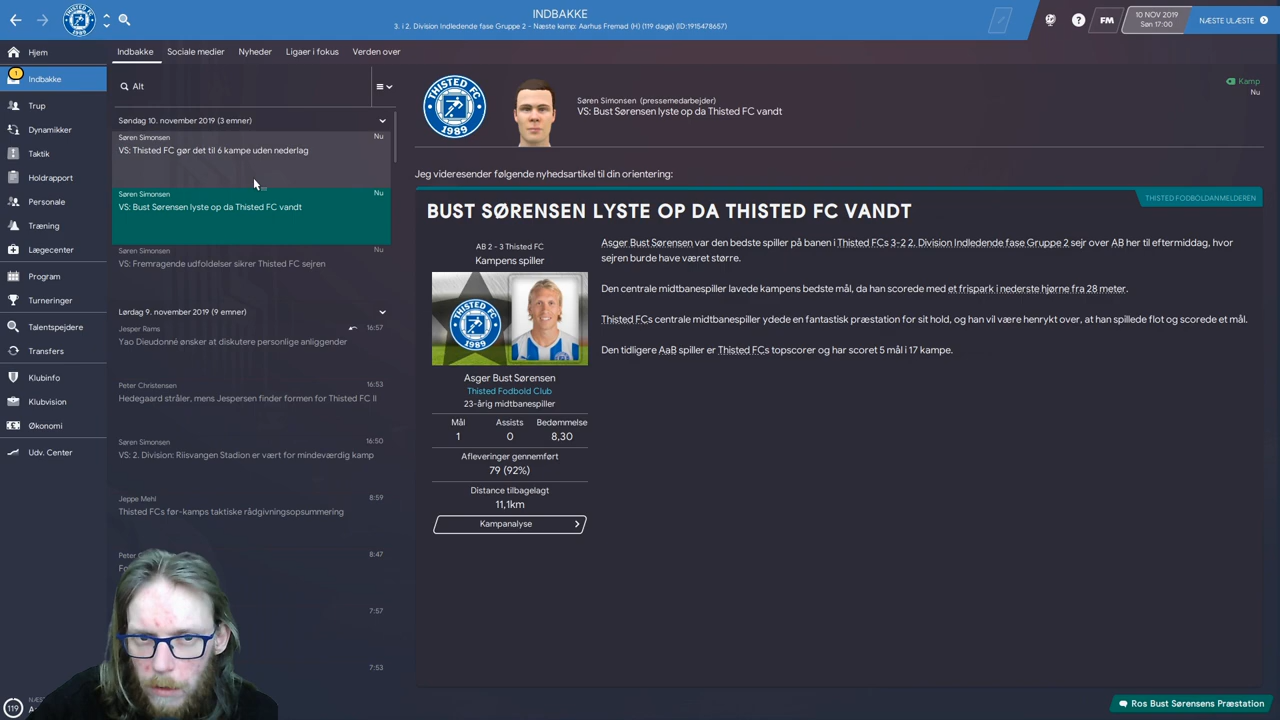 INDBAKKE
3. i 2. Division Indledende fase Gruppe 2 - Næste kamp: Aarhus Fremad (H) (119 dage) (ID:1915478657)
FM
10 NOV 2019
Søn 17:00
NÆSTE ULÆSTE
Hjem
1
Indbakke
Trup
Dynamikker
Taktik
Holdrapport
Personale
Træning
Lægecenter
Program
Turneringer
Talentspejdere
Transfers
Klubinfo
Klubvision
Økonomi
Udv. Center
119
Indbakke
Sociale medier
Nyheder
Ligaer i fokus
Verden over
Alt
Søndag 10. november 2019 (3 emner)
Søren Simonsen
Nu
VS: Thisted FC gør det til 6 kampe uden nederlag
Søren Simonsen
Nu
VS: Bust Sørensen lyste op da Thisted FC vandt
Søren Simonsen
Nu
VS: Fremragende udfoldelser sikrer Thisted FC sejren
Lørdag 9. november 2019 (9 emner)
Jesper Rams
16:57
Yao Dieudonné ønsker at diskutere personlige anliggender
Peter Christensen
16:53
Hedegaard stråler, mens Jespersen finder formen for Thisted FC II
Søren Simonsen
16:50
VS: 2. Division: Riisvangen Stadion er vært for mindeværdig kamp
Jeppe Mehl
8:59
Thisted FCs før-kamps taktiske rådgivningsopsummering
Peter
8:47
7:57
7:53
THISTED FC
1989
Søren Simonsen (pressemedarbejder)
VS: Bust Sørensen lyste op da Thisted FC vandt
Kamp
Nu
Jeg videresender følgende nyhedsartikel til din orientering:
THISTED FODBOLDANMELDEREN
BUST SØRENSEN LYSTE OP DA THISTED FC VANDT
AB 2 - 3 Thisted FC
Kampens spiller
Asger Bust Sørensen
Thisted Fodbold Club
23-årig midtbanespiller
Mål
Assists
Bedømmelse
1
0
8,30
Afleveringer gennemført
79 (92%)
Distance tilbagelagt
11,1km
Kampanalyse
Asger Bust Sørensen var den bedste spiller på banen i Thisted FCs 3-2 2. Division Indledende fase Gruppe 2 sejr over AB her til eftermiddag, hvor
sejren burde have været større.
Den centrale midtbanespiller lavede kampens bedste mål, da han scorede med et frispark i nederste hjørne fra 28 meter.
Thisted FCs centrale midtbanespiller ydede en fantastisk præstation for sit hold, og han vil være henrykt over, at han spillede flot og scorede et mål.
Den tidligere AaB spiller er Thisted FCs topscorer og har scoret 5 mål i 17 kampe.
Ros Bust Sørensens Præstation